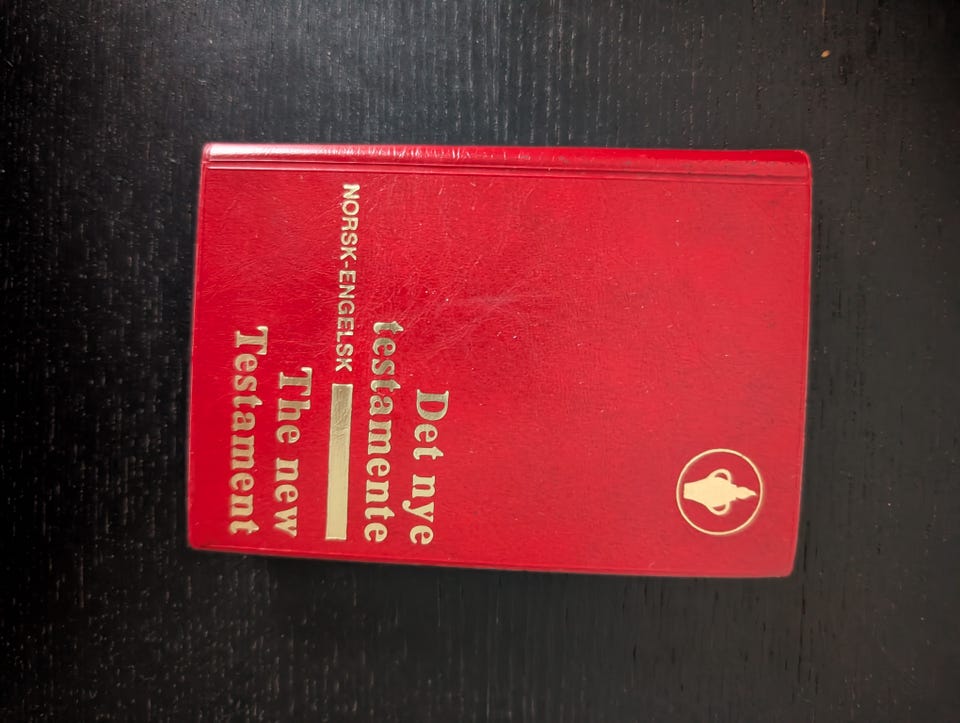 Det nye
testamente
NORSK-ENGELSK
The new
Testament